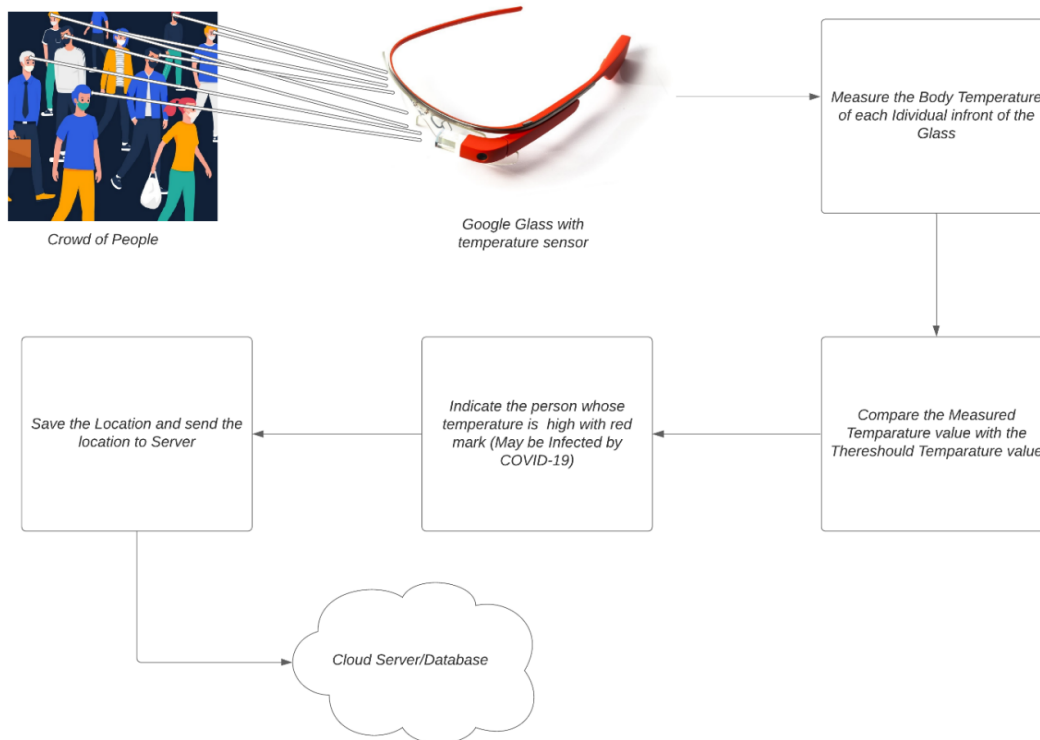 Crowd of People
Google Glass with
temperature sensor
Measure the Body Temperature
of each Idividual infront of the
Glass
Compare the Measured
Temparature value with the
Thereshould Temparature value
Indicate the person whose
temperature is  high with red
mark (May be Infected by
COVID-19)
Save the Location and send the
location to Server
Cloud Server/Database